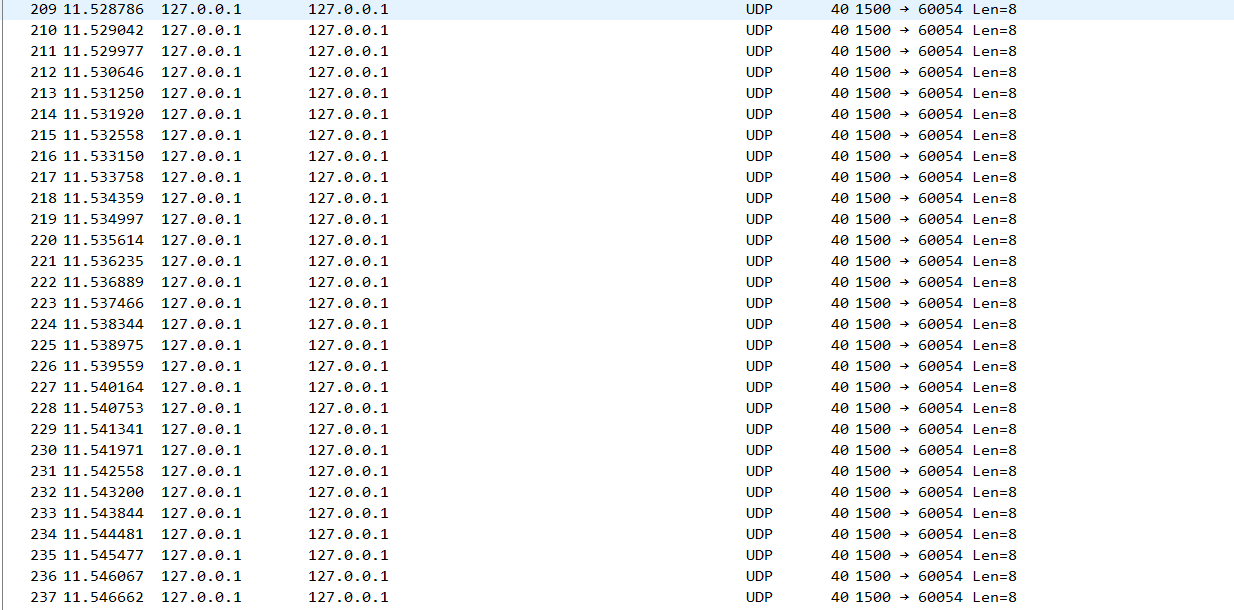 209 11.528786 127.0.0.1 127.0.0.1 UDP 40 1500 → 60054 Len=8
210 11.529042 127.0.0.1 127.0.0.1 UDP 40 1500 → 60054 Len=8
211 11.529977 127.0.0.1 127.0.0.1 UDP 40 1500 → 60054 Len=8
212 11.530646 127.0.0.1 127.0.0.1 UDP 40 1500 → 60054 Len=8
213 11.531250 127.0.0.1 127.0.0.1 UDP 40 1500 → 60054 Len=8
214 11.531920 127.0.0.1 127.0.0.1 UDP 40 1500 → 60054 Len=8
215 11.532558 127.0.0.1 127.0.0.1 UDP 40 1500 → 60054 Len=8
216 11.533150 127.0.0.1 127.0.0.1 UDP 40 1500 → 60054 Len=8
217 11.533758 127.0.0.1 127.0.0.1 UDP 40 1500 → 60054 Len=8
218 11.534359 127.0.0.1 127.0.0.1 UDP 40 1500 → 60054 Len=8
219 11.534997 127.0.0.1 127.0.0.1 UDP 40 1500 → 60054 Len=8
220 11.535614 127.0.0.1 127.0.0.1 UDP 40 1500 → 60054 Len=8
221 11.536235 127.0.0.1 127.0.0.1 UDP 40 1500 → 60054 Len=8
222 11.536889 127.0.0.1 127.0.0.1 UDP 40 1500 → 60054 Len=8
223 11.537466 127.0.0.1 127.0.0.1 UDP 40 1500 → 60054 Len=8
224 11.538344 127.0.0.1 127.0.0.1 UDP 40 1500 → 60054 Len=8
225 11.538975 127.0.0.1 127.0.0.1 UDP 40 1500 → 60054 Len=8
226 11.539559 127.0.0.1 127.0.0.1 UDP 40 1500 → 60054 Len=8
227 11.540164 127.0.0.1 127.0.0.1 UDP 40 1500 → 60054 Len=8
228 11.540753 127.0.0.1 127.0.0.1 UDP 40 1500 → 60054 Len=8
229 11.541341 127.0.0.1 127.0.0.1 UDP 40 1500 → 60054 Len=8
230 11.541971 127.0.0.1 127.0.0.1 UDP 40 1500 → 60054 Len=8
231 11.542558 127.0.0.1 127.0.0.1 UDP 40 1500 → 60054 Len=8
232 11.543200 127.0.0.1 127.0.0.1 UDP 40 1500 → 60054 Len=8
233 11.543844 127.0.0.1 127.0.0.1 UDP 40 1500 → 60054 Len=8
234 11.544481 127.0.0.1 127.0.0.1 UDP 40 1500 → 60054 Len=8
235 11.545477 127.0.0.1 127.0.0.1 UDP 40 1500 → 60054 Len=8
236 11.546067 127.0.0.1 127.0.0.1 UDP 40 1500 → 60054 Len=8
237 11.546662 127.0.0.1 127.0.0.1 UDP 40 1500 → 60054 Len=8